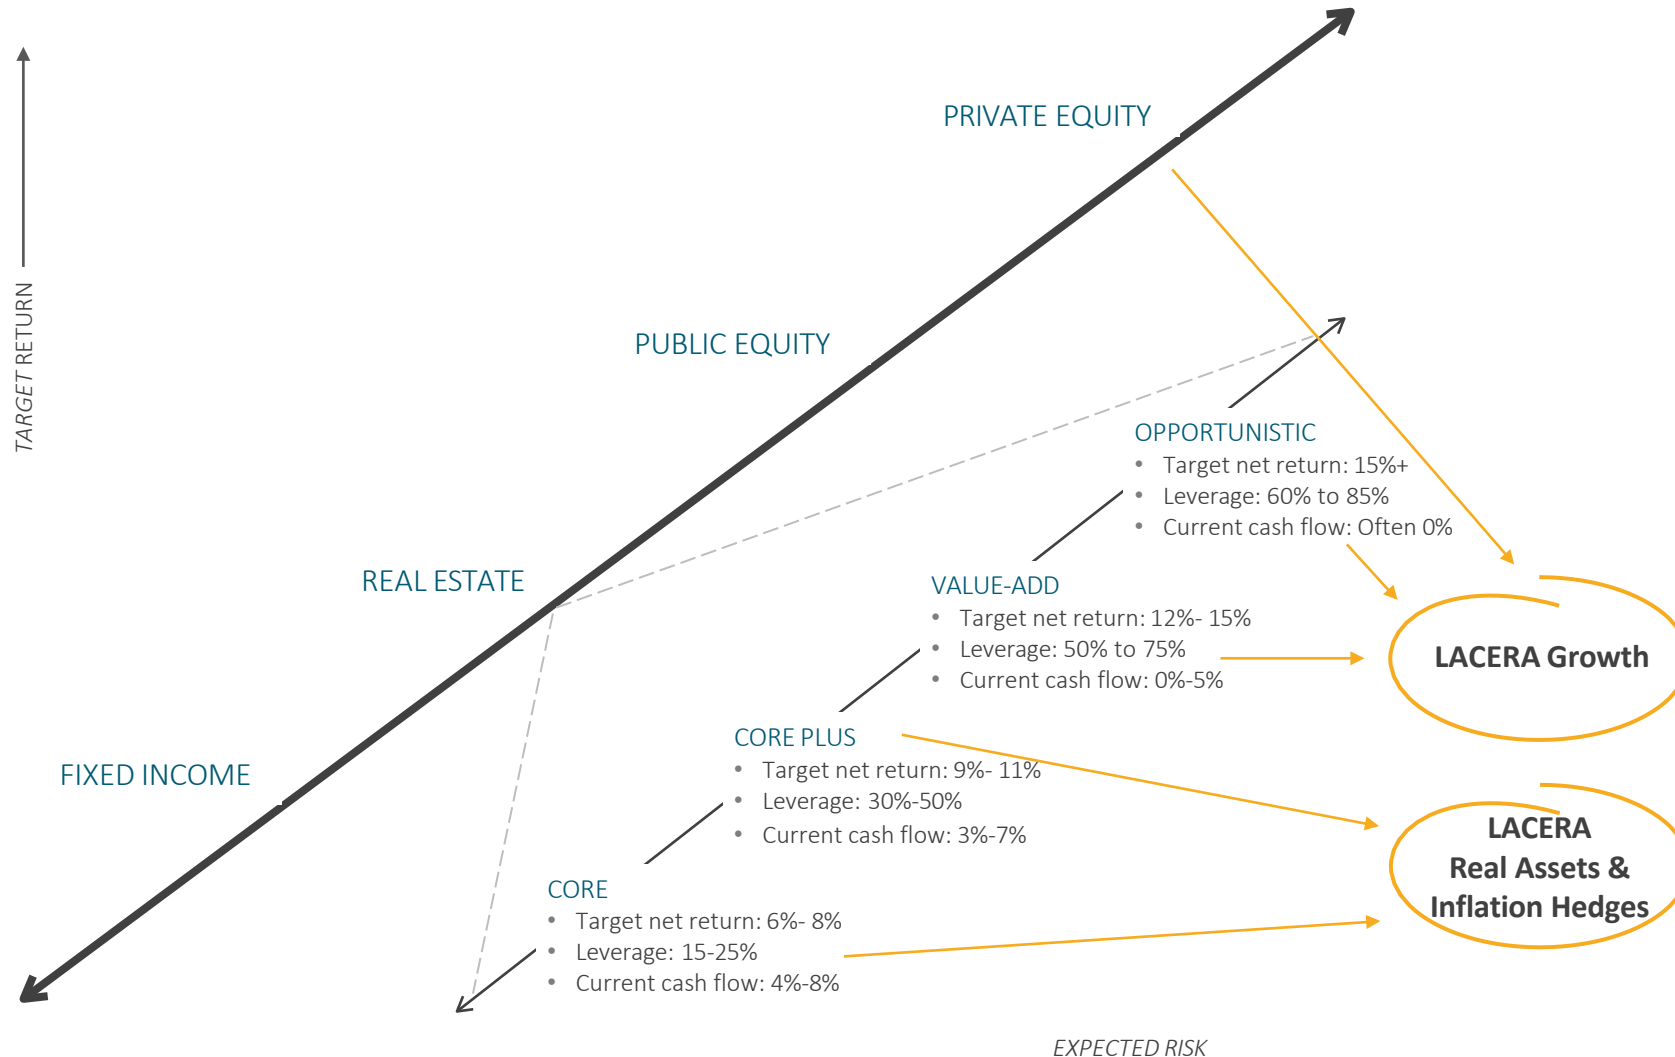 PRIVATE EQUITY
TARGET RETURN
PUBLIC EQUITY
OPPORTUNISTIC
• Target net return: 15%+
• Leverage: 60% to 85%
• Current cash flow: Often 0%
REAL ESTATE
VALUE-ADD
• Target net return: 12%- 15%
• Leverage: 50% to 75%
• Current cash flow: 0%-5%
LACERA Growth
CORE PLUS
• Target net return: 9%- 11%
• Leverage: 30%-50%
• Current cash flow: 3%-7%
FIXED INCOME
LACERA
Real Assets &
Inflation Hedges
CORE
• Target net return: 6%- 8%
• Leverage: 15-25%
• Current cash flow: 4%-8%
EXPECTED RISK